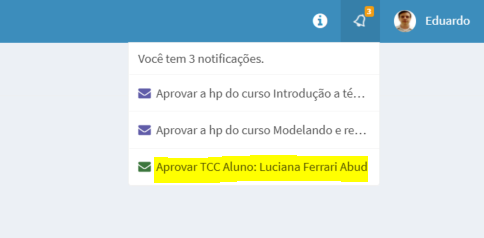 3
Eduardo
Você tem 3 notificações.
Aprovar a hp do curso Introdução a té...
Aprovar a hp do curso Modelando e re...
Aprovar TCC Aluno: Luciana Ferrari Abud